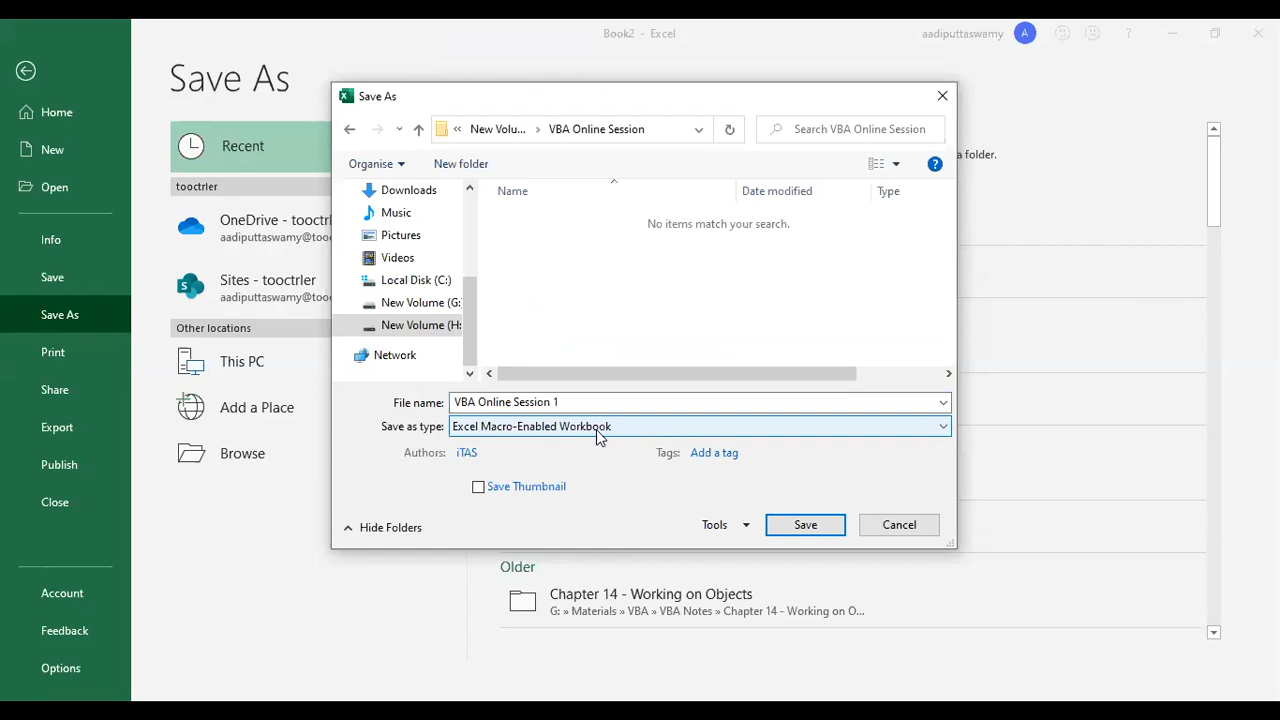 Book2 - Excel
aadiputtaswamy
A
?
Home
New
Open
Info
Save
Save As
Print
Share
Export
Publish
Close
Account
Feedback
Options
Save As
Recent
tooctrler
OneDrive - tooctrl
aadiputtaswamy@tooc
Sites - tooctrler
aadiputtaswamy@tooc
Other locations
This PC
Add a Place
Browse
a folder.
Older
Chapter 14 - Working on Objects
G: » Materials » VBA » VBA Notes » Chapter 14 - Working on O...
Save As
« New Volu... › VBA Online Session
Search VBA Online Session
Organise
New folder
?
Downloads
Music
Pictures
Videos
Local Disk (C:)
New Volume (G:
New Volume (H:
Network
Name
Date modified
Type
No items match your search.
File name: VBA Online Session 1
Save as type: Excel Macro-Enabled Workbook
Authors: iTAS
Tags: Add a tag
Save Thumbnail
Hide Folders
Tools
Save
Cancel